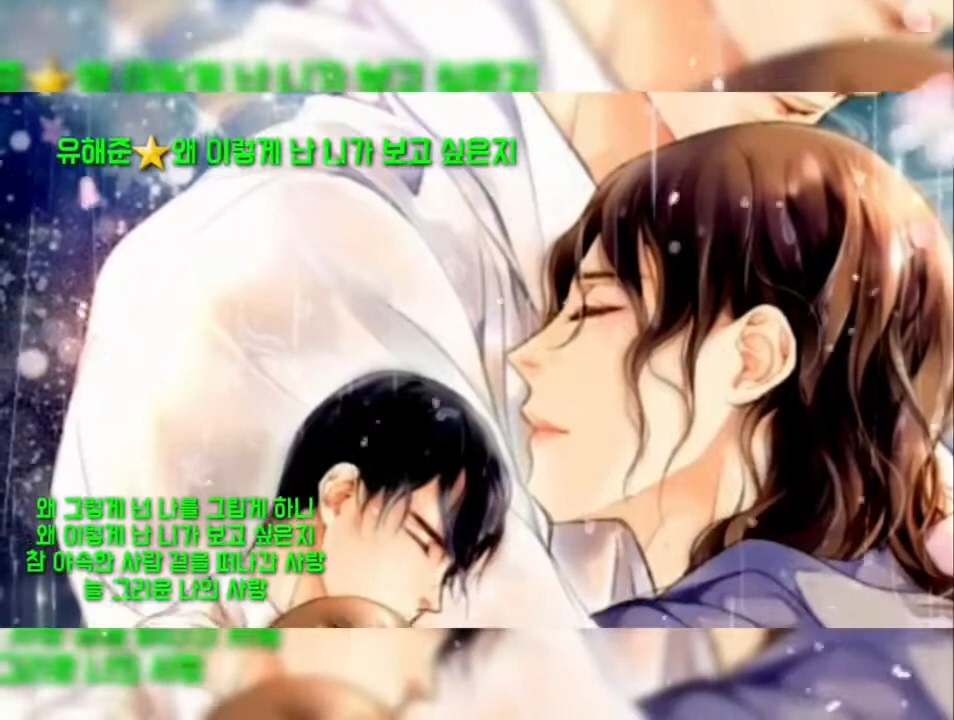 유해준⭐왜 이렇게 난 니가 보고 싶은지
왜 그렇게 넌 나를 그립게 하니
왜 이렇게 난 니가 보고 싶은지
참 야속한 사람 곁을 떠나간 사랑
늘 그리운 나의 사랑